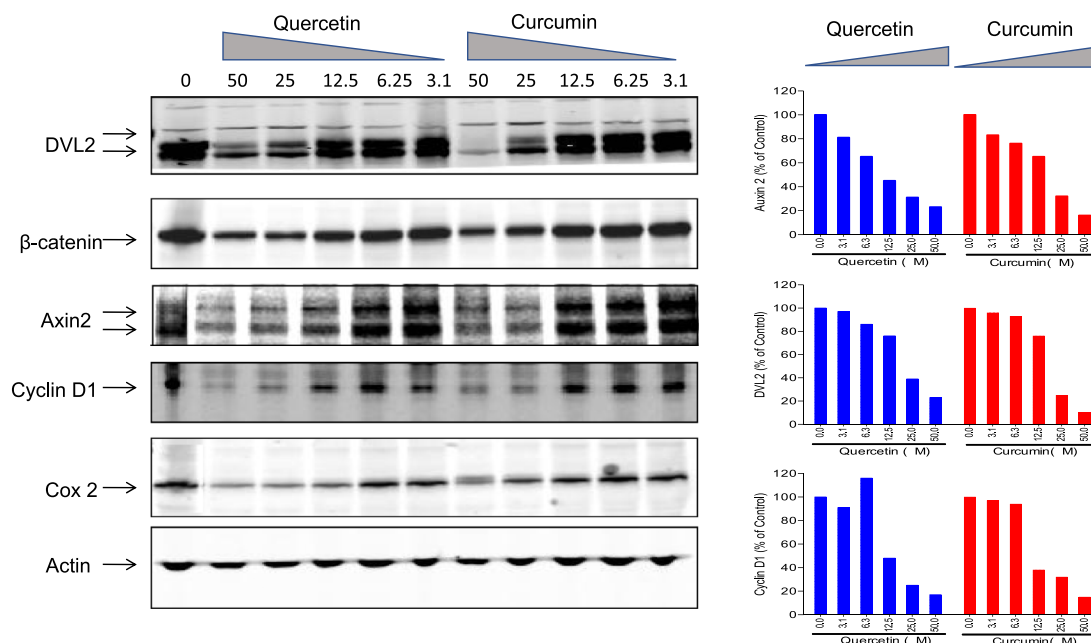 Quercetin
Curcumin
0 50 25 12.5 6.25 3.1 50 25 12.5 6.25 3.1
DVL2
β-catenin
Axin2
Cyclin D1
Cox 2
Actin
Quercetin
Curcumin
Auxin 2 (% of Control)
120
100
80
60
40
20
0
0.0 3.1 6.3 12.5 25.0 50.0 0.0 3.1 6.3 12.5 25.0 50.0
Quercetin ( M) Curcumin( M)
DVL2 (% of Control)
120
100
80
60
40
20
0
0.0 3.1 6.3 12.5 25.0 50.0 0.0 3.1 6.3 12.5 25.0 50.0
Quercetin ( M) Curcumin( M)
Cyclin D1 (% of Control)
120
100
80
60
40
20
0
0.0 3.1 6.3 12.5 25.0 50.0 0.0 3.1 6.3 12.5 25.0 50.0
Quercetin ( M) Curcumin( M)